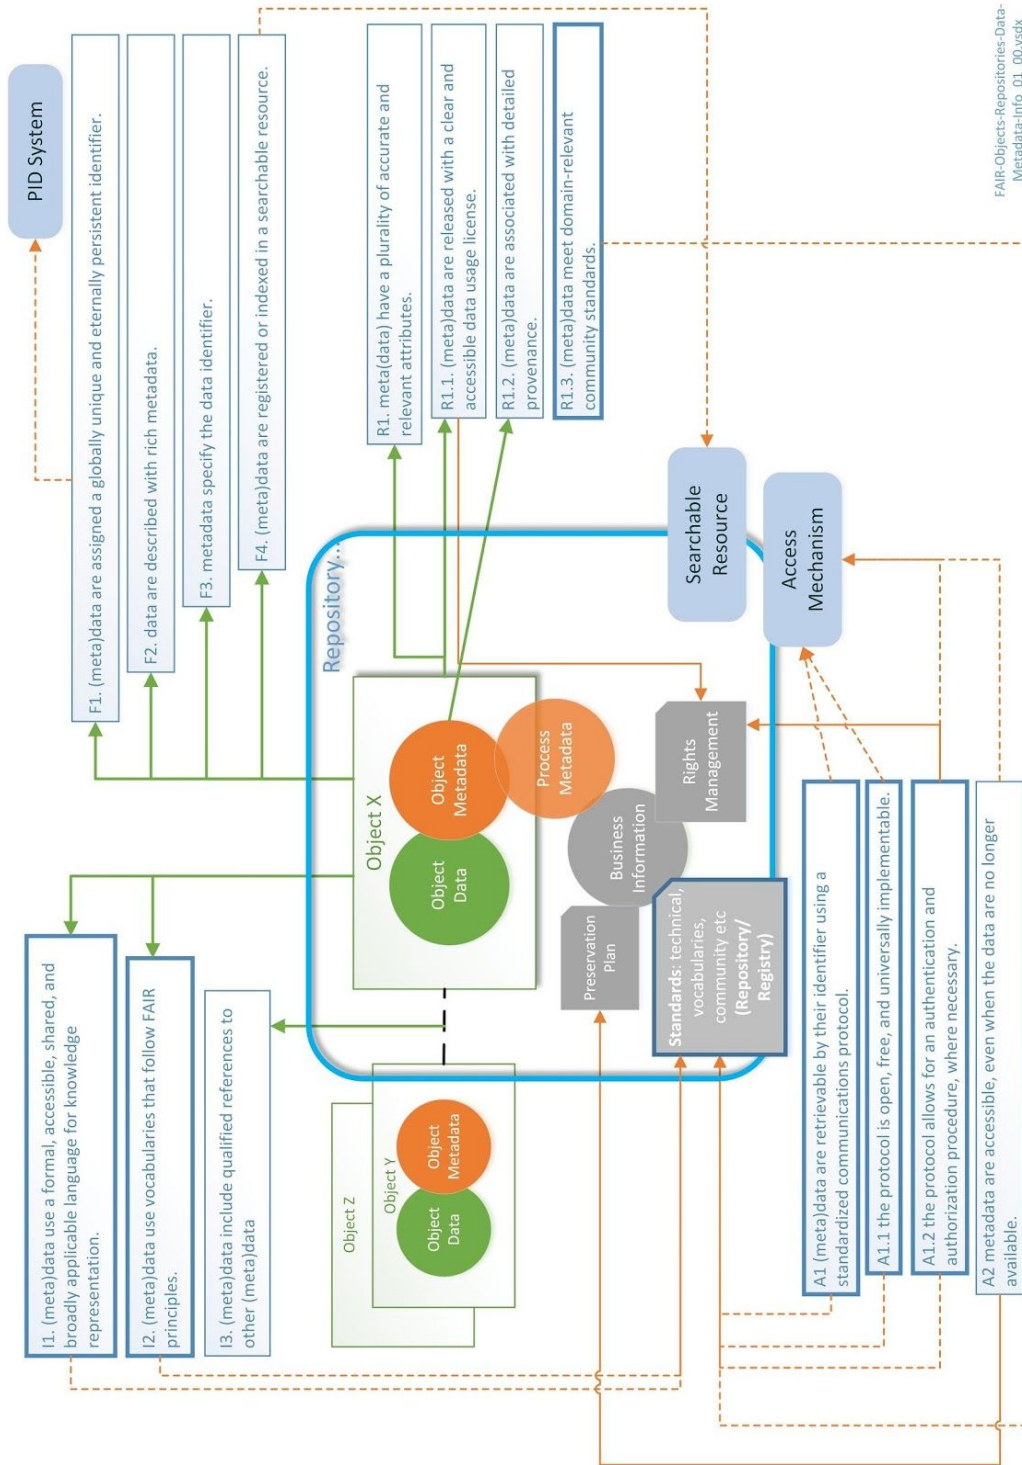 I1. (meta)data use a formal, accessible, shared, and
broadly applicable language for knowledge
representation.
I2. (meta)data use vocabularies that follow FAIR
principles.
I3. (meta)data include qualified references to
other (meta)data
F1. (meta)data are assigned a globally unique and eternally persistent identifier.
F2. data are described with rich metadata.
F3. metadata specify the data identifier.
F4. (meta)data are registered or indexed in a searchable resource.
PID System
Object Z
Object Y
Object
Data
Object
Metadata
Repository...
Object X
Object
Data
Object
Metadata
Process
Metadata
Business
Information
Preservation
Plan
Rights
Management
Standards: technical,
vocabularies,
community etc
(Repository/
Registry)
R1. meta(data) have a plurality of accurate and
relevant attributes.
R1.1. (meta)data are released with a clear and
accessible data usage license.
R1.2. (meta)data are associated with detailed
provenance.
R1.3. (meta)data meet domain-relevant
community standards.
Searchable
Resource
Access
Mechanism
A1 (meta)data are retrievable by their identifier using a
standardized communications protocol.
A1.1 the protocol is open, free, and universally implementable.
A1.2 the protocol allows for an authentication and
authorization procedure, where necessary.
A2 metadata are accessible, even when the data are no longer
available.
FAIR-Objects-Repositories-Data-
Metadata-Info_01_00.vsdx